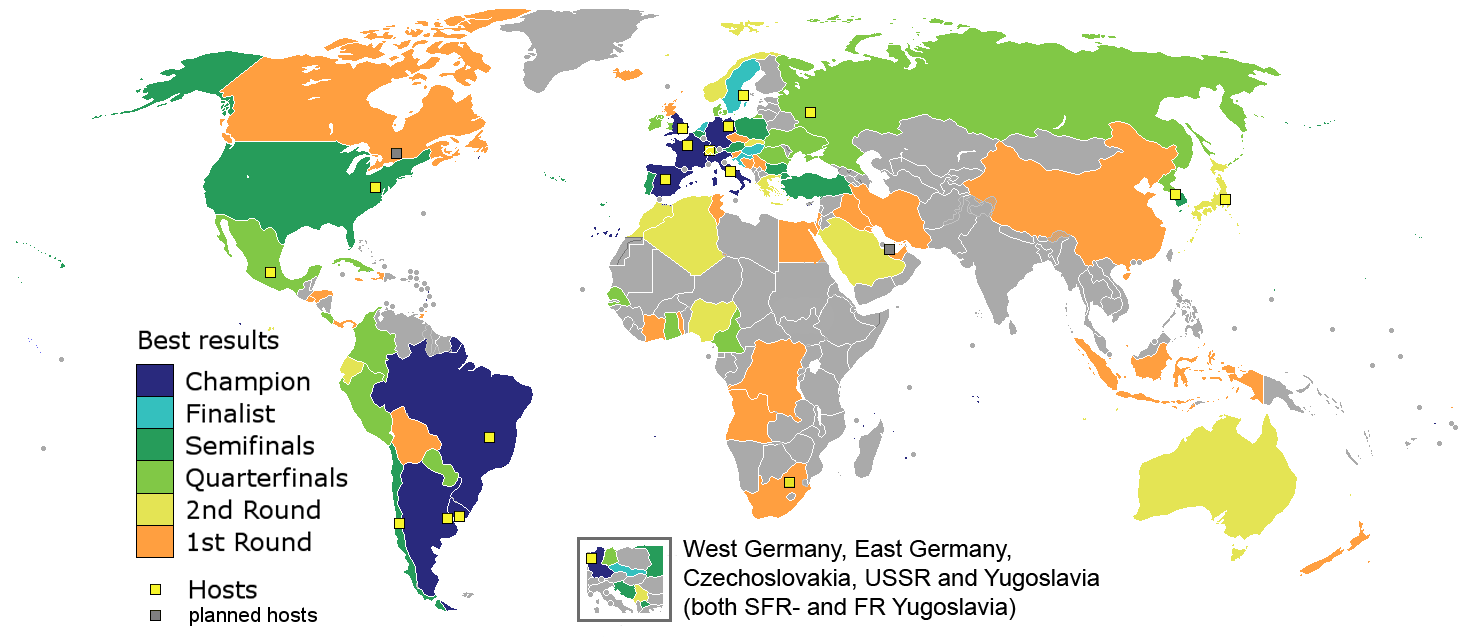 Best results
Champion
Finalist
Semifinals
Quarterfinals
2nd Round
1st Round
Hosts
planned hosts
West Germany, East Germany,
Czechoslovakia, USSR and Yugoslavia
(both SFR- and FR Yugoslavia)